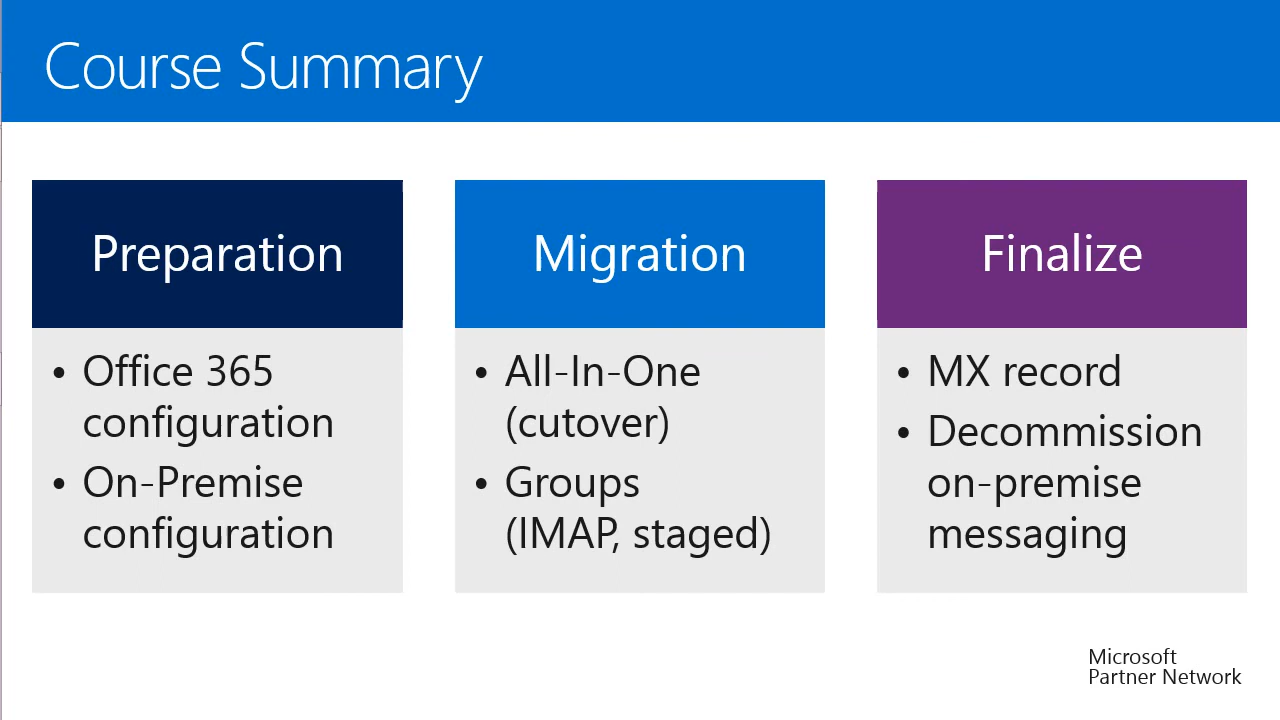 Course Summary
Preparation
• Office 365
configuration
• On-Premise
configuration
Migration
• All-In-One
(cutover)
• Groups
(IMAP, staged)
Finalize
• MX record
• Decommission
on-premise
messaging
Microsoft
Partner Network